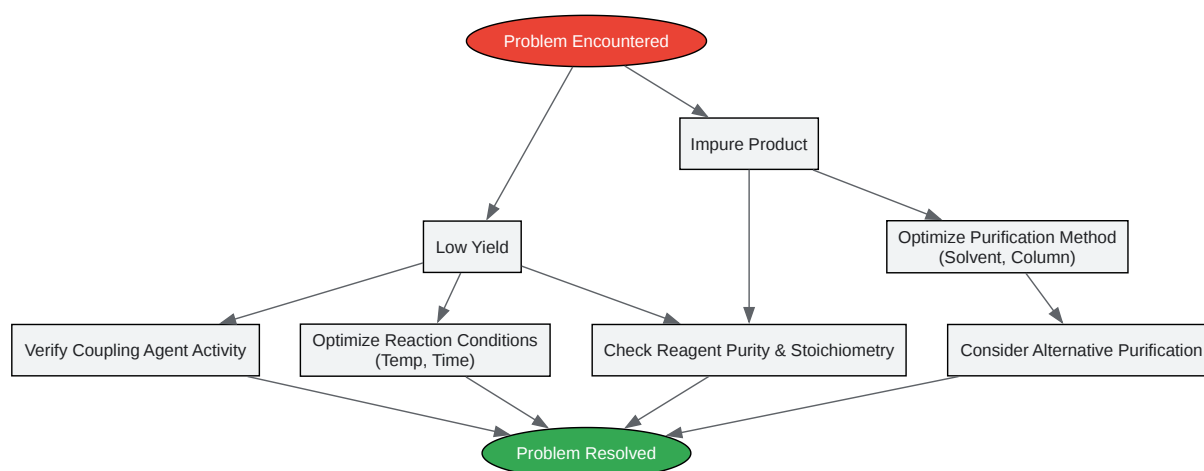 Problem Encountered
Impure Product
Low Yield
Optimize Purification Method
(Solvent, Column)
Verify Coupling Agent Activity
Optimize Reaction Conditions
(Temp, Time)
Check Reagent Purity & Stoichiometry
Consider Alternative Purification
Problem Resolved